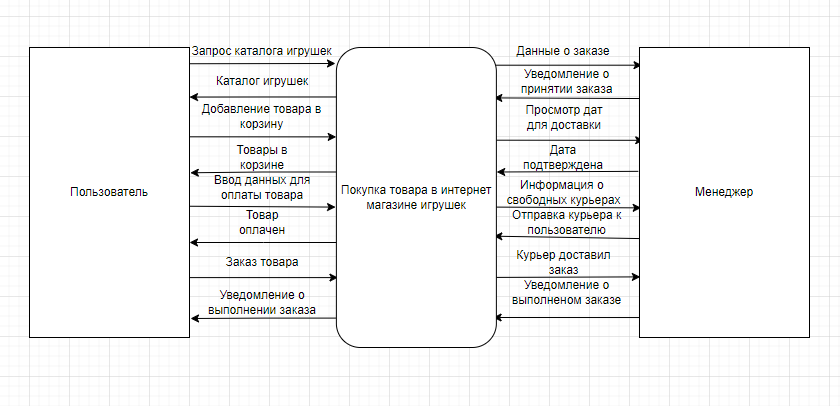 Запрос каталога игрушек
Каталог игрушек
Добавление товара в
корзину
Товары в
корзине
Ввод данных для
оплаты товара
Товар
оплачен
Заказ товара
Уведомление о
выполнении заказа
Пользователь
Покупка товара в интернет
магазине игрушек
Данные о заказе
Уведомление о
принятии заказа
Просмотр дат
для доставки
Дата
подтверждена
Информация о
свободных курьерах
Отправка курьера к
пользователю
Курьер доставил
заказ
Уведомление о
выполненом заказе
Менеджер